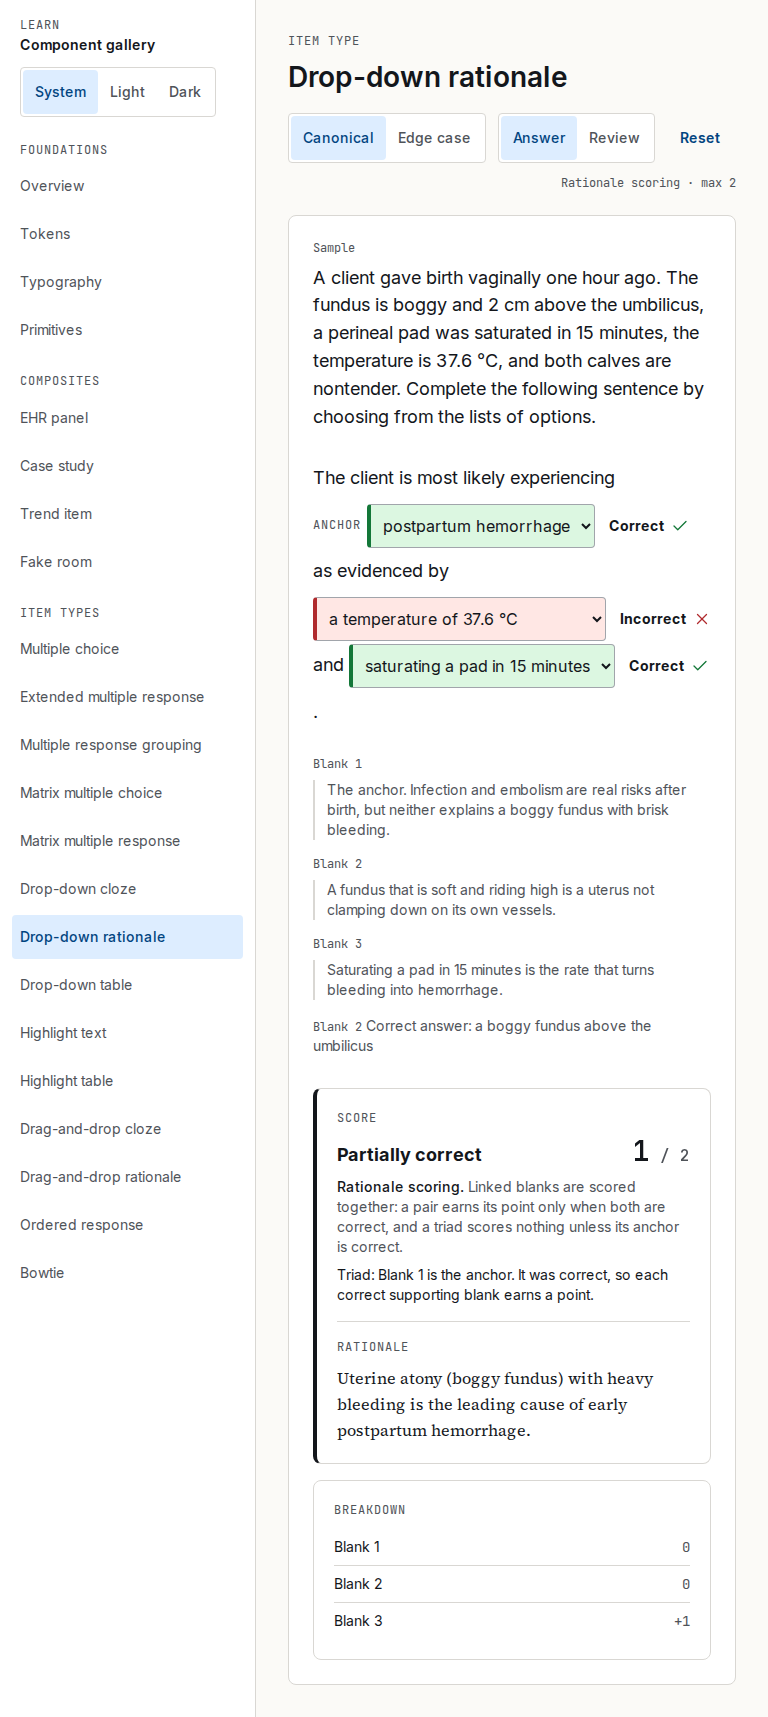 LEARN
Component gallery
System Light Dark
FOUNDATIONS
Overview
Tokens
Typography
Primitives
COMPOSITES
EHR panel
Case study
Trend item
Fake room
ITEM TYPES
Multiple choice
Extended multiple response
Multiple response grouping
Matrix multiple choice
Matrix multiple response
Drop-down cloze
Drop-down rationale
Drop-down table
Highlight text
Highlight table
Drag-and-drop cloze
Drag-and-drop rationale
Ordered response
Bowtie
ITEM TYPE
Drop-down rationale
Canonical Edge case Answer Review Reset
Rationale scoring · max 2
Sample
A client gave birth vaginally one hour ago. The
fundus is boggy and 2 cm above the umbilicus,
a perineal pad was saturated in 15 minutes, the
temperature is 37.6 °C, and both calves are
nontender. Complete the following sentence by
choosing from the lists of options.
The client is most likely experiencing
ANCHOR postpartum hemorrhage Correct
as evidenced by
a temperature of 37.6 °C Incorrect
and saturating a pad in 15 minutes Correct
.
Blank 1
The anchor. Infection and embolism are real risks after
birth, but neither explains a boggy fundus with brisk
bleeding.
Blank 2
A fundus that is soft and riding high is a uterus not
clamping down on its own vessels.
Blank 3
Saturating a pad in 15 minutes is the rate that turns
bleeding into hemorrhage.
Blank 2 Correct answer: a boggy fundus above the
umbilicus
SCORE
Partially correct 1 / 2
Rationale scoring. Linked blanks are scored
together: a pair earns its point only when both are
correct, and a triad scores nothing unless its anchor
is correct.
Triad: Blank 1 is the anchor. It was correct, so each
correct supporting blank earns a point.
RATIONALE
Uterine atony (boggy fundus) with heavy
bleeding is the leading cause of early
postpartum hemorrhage.
BREAKDOWN
Blank 1 0
Blank 2 0
Blank 3 +1